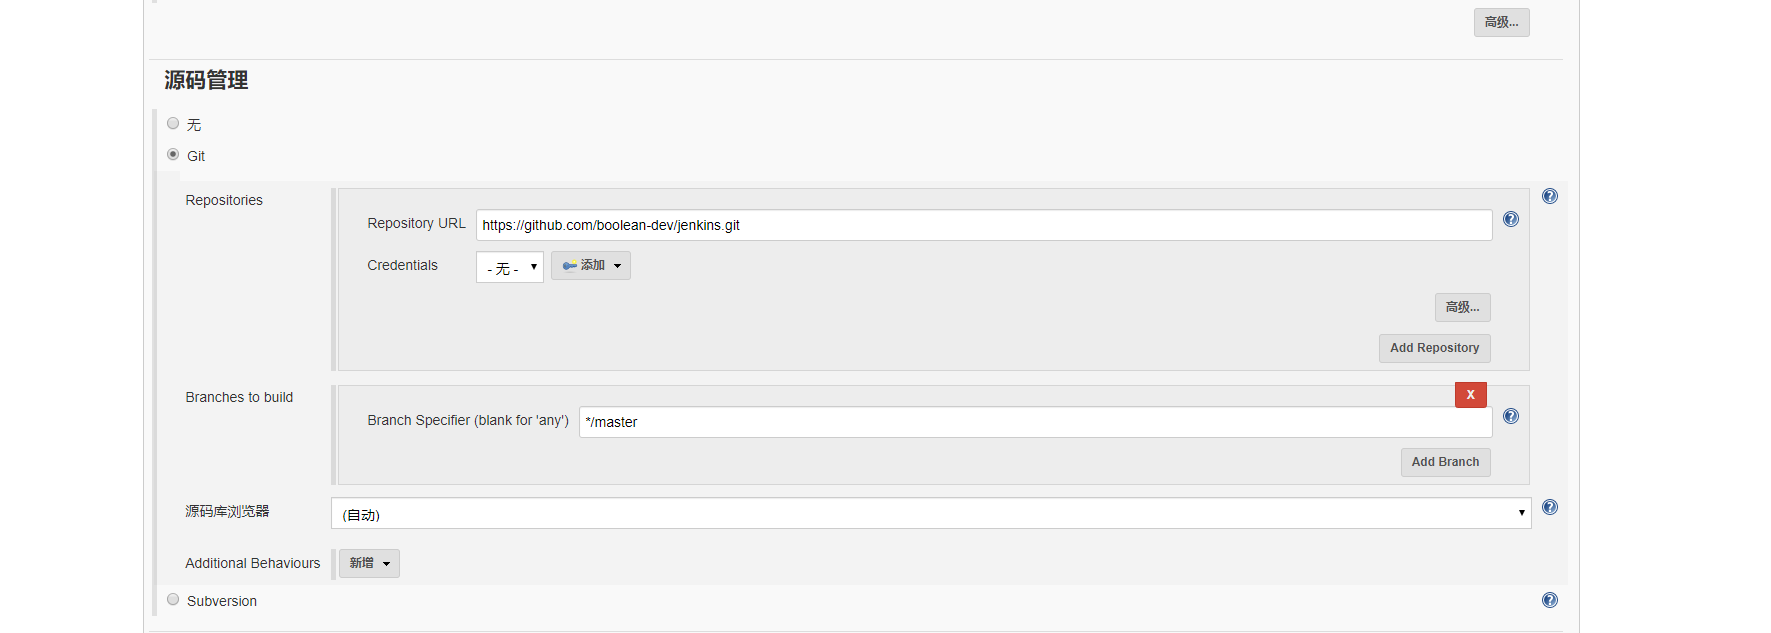 高级...
源码管理
无
Git
Repositories
Repository URL https://github.com/boolean-dev/jenkins.git
Credentials - 无 - 添加
高级...
Add Repository
Branches to build
X
Branch Specifier (blank for 'any') */master
Add Branch
源码库浏览器 (自动)
Additional Behaviours 新增
Subversion